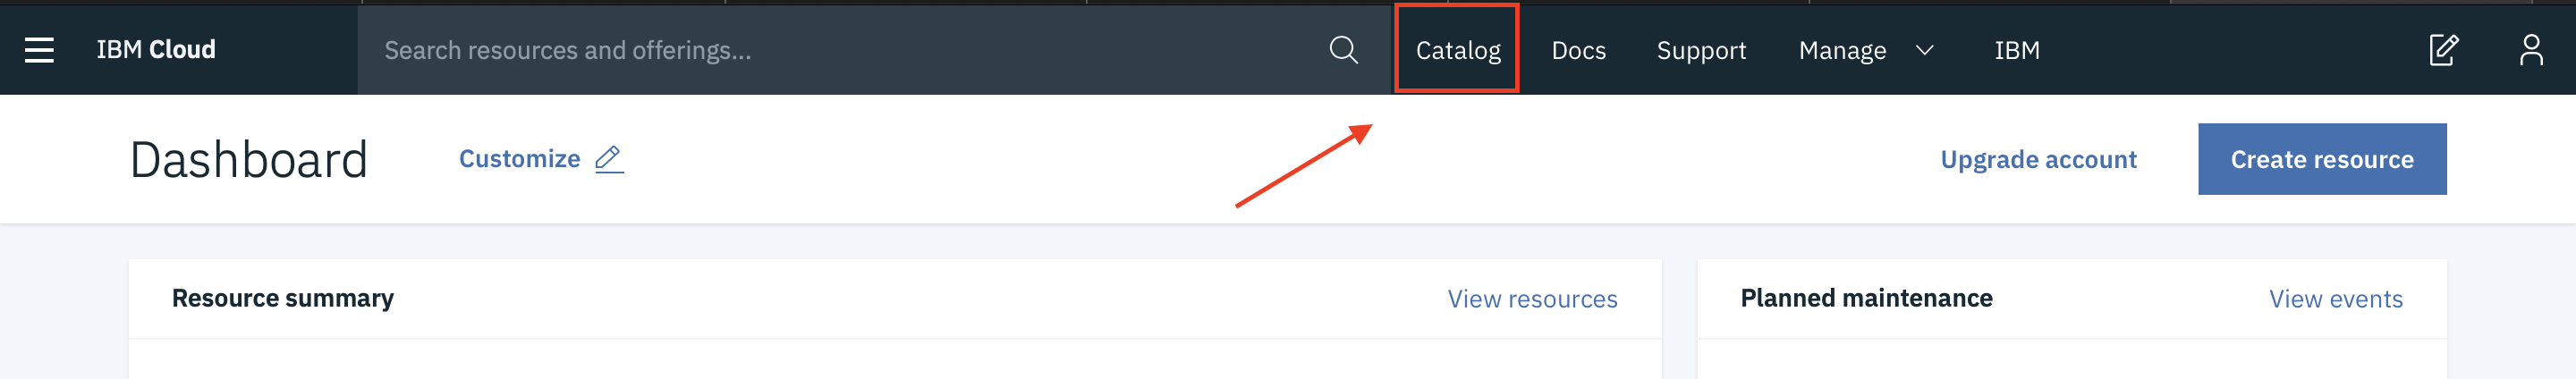 IBM Cloud
Search resources and offerings...
Catalog
Docs
Support
Manage
IBM
Dashboard
Customize
Upgrade account
Create resource
Resource summary
View resources
Planned maintenance
View events